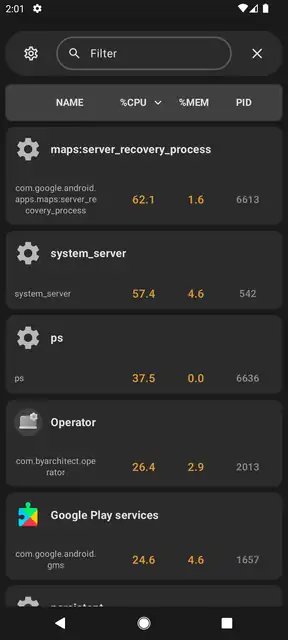 2:01
Filter
NAME %CPU %MEM PID
maps:server_recovery_process
com.google.android.
apps.maps:server_re
covery_process
62.1 1.6 6613
system_server
system_server 57.4 4.6 542
ps
ps 37.5 0.0 6636
Operator
com.byarchitect.ope
rator
26.4 2.9 2013
Google Play services
com.google.android.
gms
24.6 4.6 1657
persistent